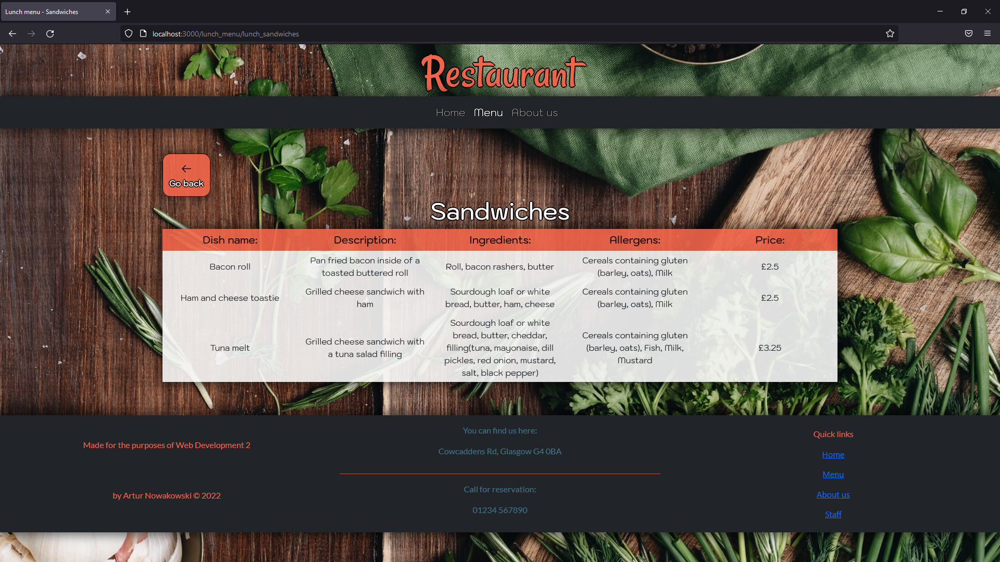 Lunch menu - Sandwiches
localhost:3000/lunch_menu/lunch_sandwiches
Restaurant
Home Menu About us
Go back
Sandwiches
Dish name: Description: Ingredients: Allergens: Price:
Bacon roll
Pan fried bacon inside of a
toasted buttered roll
Roll, bacon rashers, butter
Cereals containing gluten
(barley, oats), Milk
£2.5
Ham and cheese toastie
Grilled cheese sandwich with
ham
Sourdough loaf or white
bread, butter, ham, cheese
Cereals containing gluten
(barley, oats), Milk
£2.5
Tuna melt
Grilled cheese sandwich with
a tuna salad filling
Sourdough loaf or white
bread, butter, cheddar,
filling(tuna, mayonaise, dill
pickles, red onion, mustard,
salt, black pepper)
Cereals containing gluten
(barley, oats), Fish, Milk,
Mustard
£3.25
Made for the purposes of Web Development 2
by Artur Nowakowski © 2022
You can find us here:
Cowcaddens Rd, Glasgow G4 0BA
Call for reservation:
01234 567890
Quick links
Home
Menu
About us
Staff